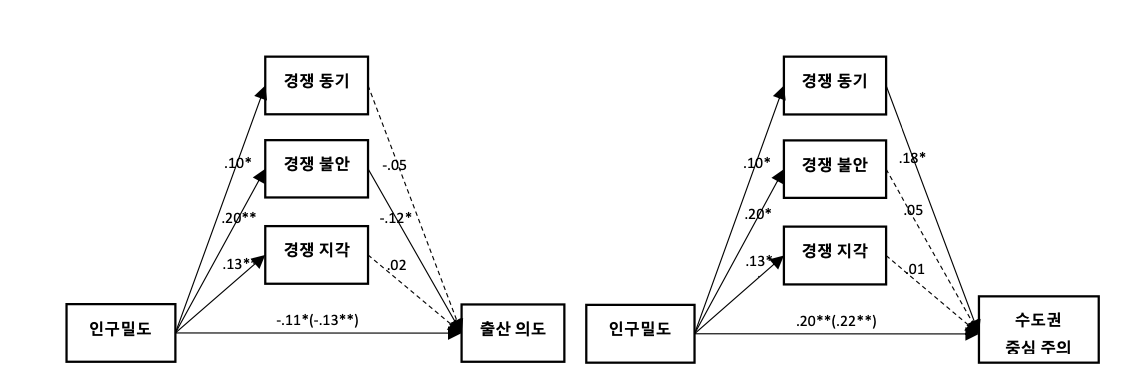 경쟁 동기
.10*
-.05
경쟁 불안
.20**
-.12*
경쟁 지각
.13**
.02
인구밀도
-.11*(-.13**)
출산 의도
경쟁 동기
.10*
.18*
경쟁 불안
.20*
.05
경쟁 지각
.13*
.01
인구밀도
.20**(.22**)
수도권
중심 주의